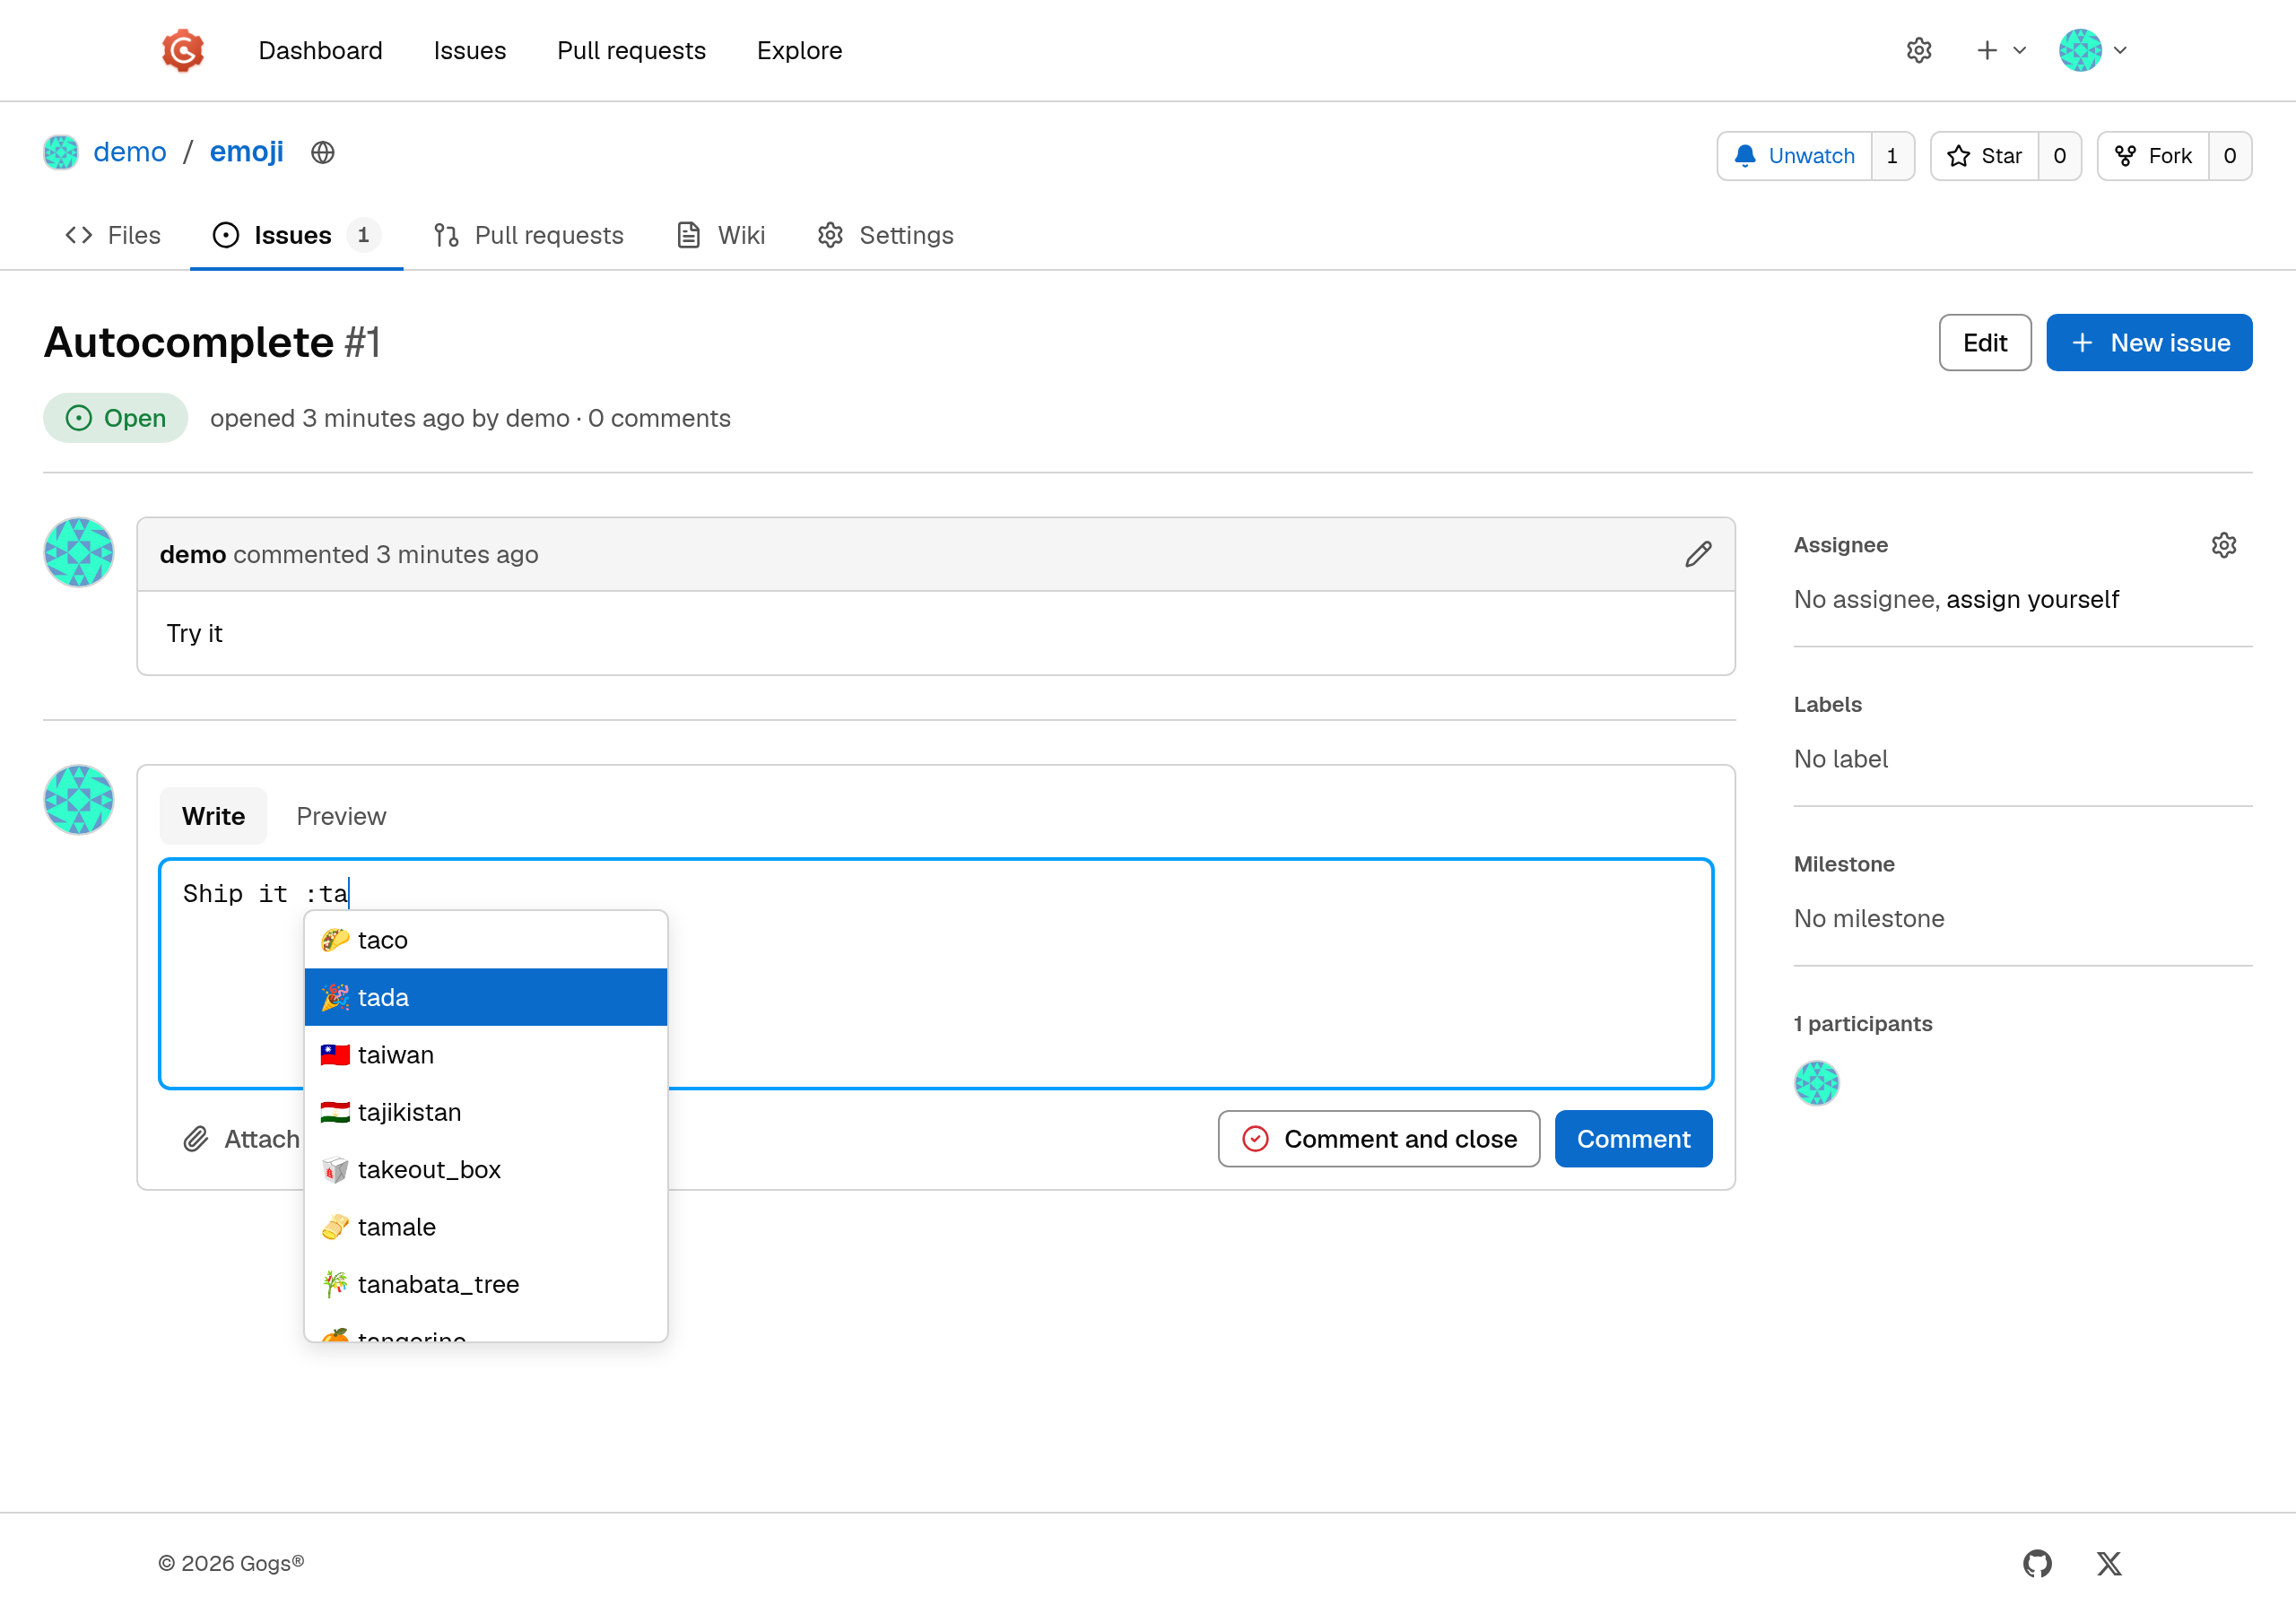 Dashboard Issues Pull requests Explore
demo / emoji
Unwatch 1 Star 0 Fork 0
Files Issues 1 Pull requests Wiki Settings
Autocomplete #1
Edit New issue
Open opened 3 minutes ago by demo · 0 comments
demo commented 3 minutes ago
Try it
Assignee
No assignee, assign yourself
Labels
No label
Milestone
No milestone
1 participants
Write Preview
Ship it :ta
taco
tada
taiwan
tajikistan
takeout_box
tamale
tanabata_tree
tangerine
Attach
Comment and close Comment
© 2026 Gogs®